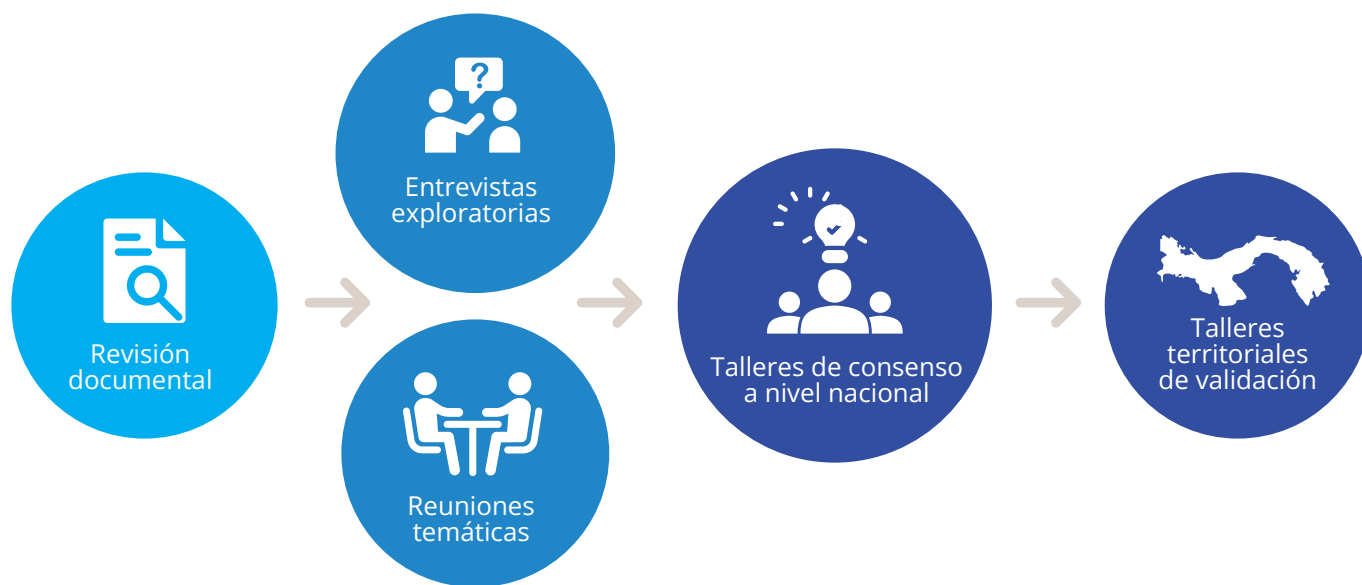 Revisión
documental
?
Entrevistas
exploratorias
Reuniones
temáticas
Talleres de consenso
a nivel nacional
Talleres
territoriales
de validación